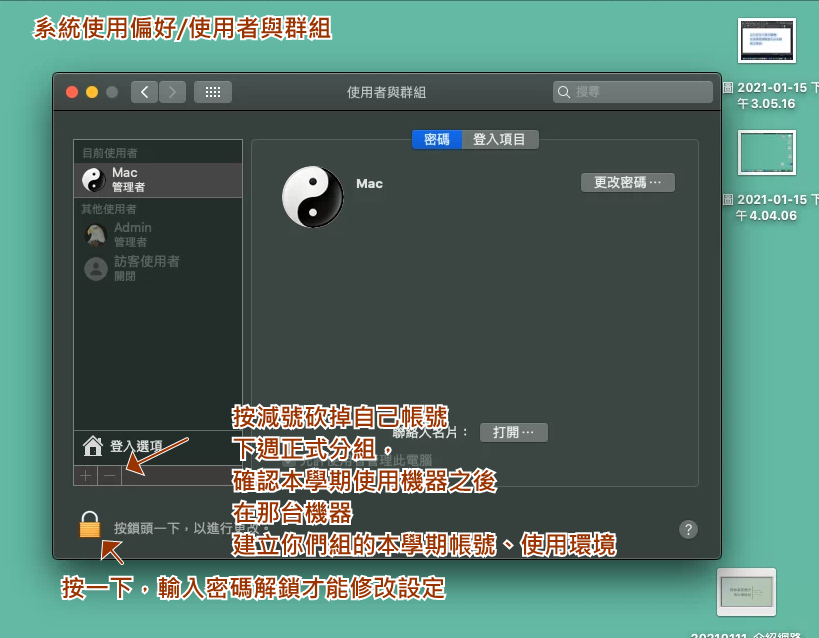 系統使用偏好/使用者與群組
使用者與群組
搜尋
圖 2021-01-15 下
午3.05.16
目前使用者
Mac
管理者
其他使用者
Admin
管理者
訪客使用者
關閉
密碼
登入項目
Mac
更改密碼⋯
圖 2021-01-15 下
午4.04.06
按減號砍掉自己帳號
聯絡人名片：
打開⋯
登入選項
下週正式分組。
允許使用者管理此電腦
確認本學期使用機器之後
在那台機器
按鎖頭一下，以進行更改。
建立你們組的本學期帳號、使用環境
?
按一下，輸入密碼解鎖才能修改設定